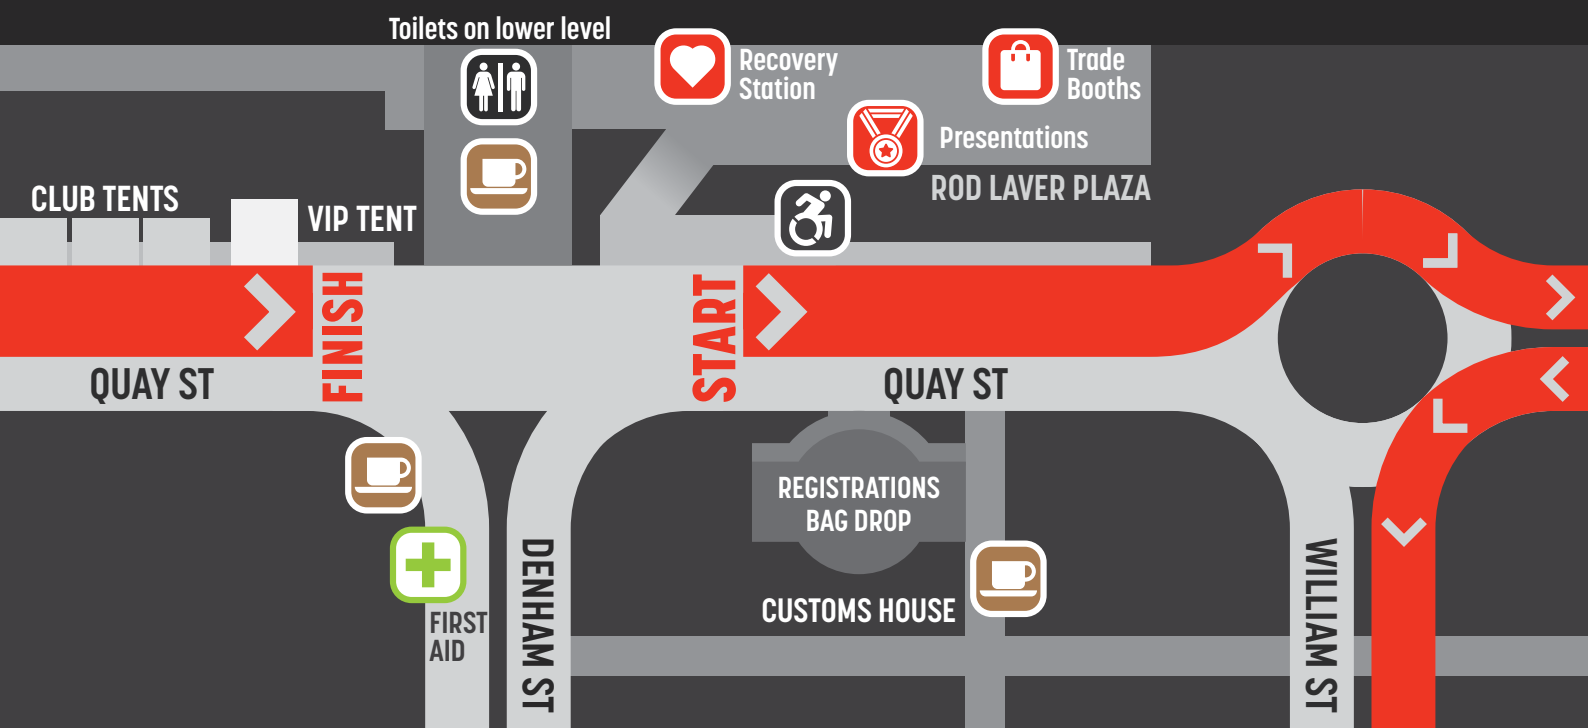 Toilets on lower level
Recovery
Station
Trade
Booths
Presentations
ROD LAVER PLAZA
CLUB TENTS
VIP TENT
FINISH
START
QUAY ST
QUAY ST
REGISTRATIONS
BAG DROP
CUSTOMS HOUSE
FIRST
AID
DENHAM ST
WILLIAM ST